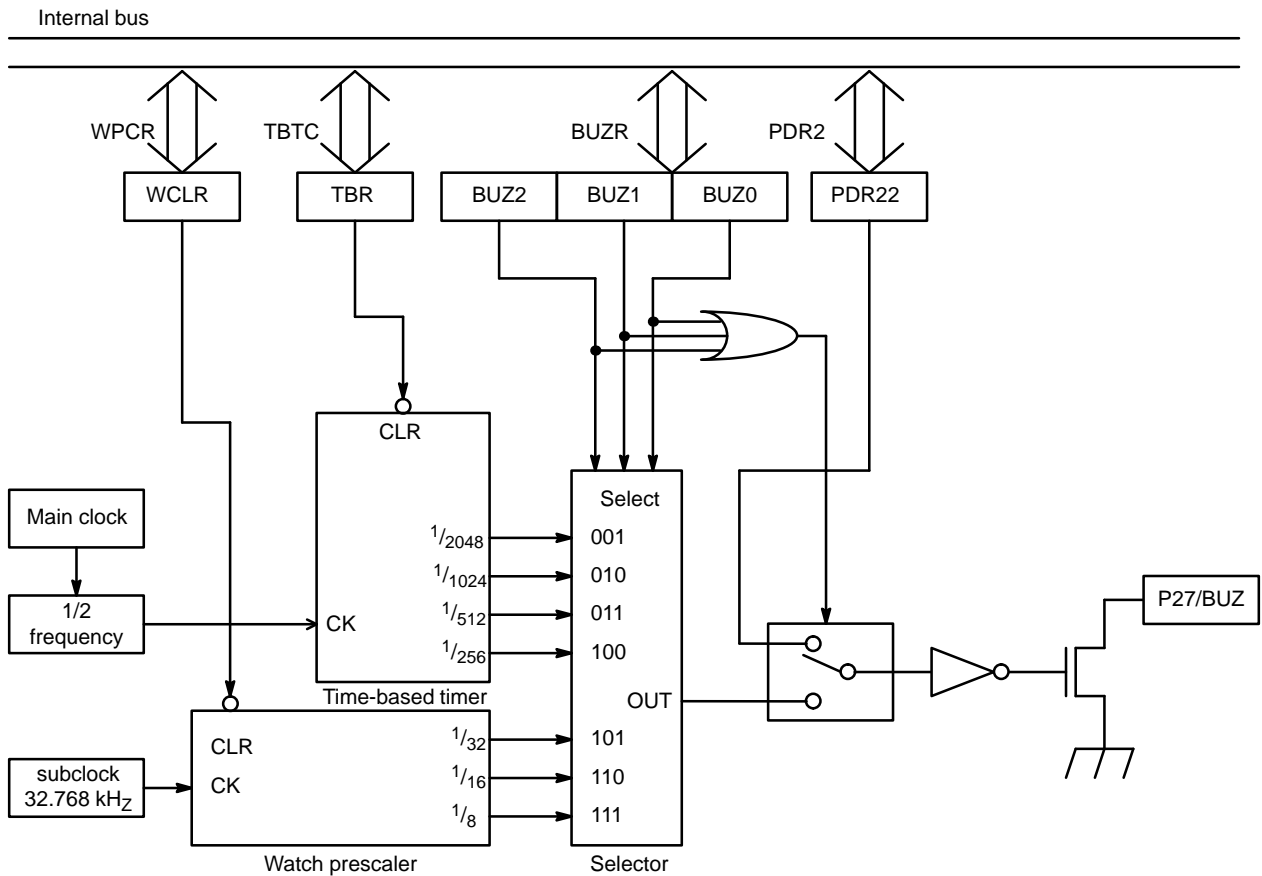 Internal bus
WPCR
TBTC
BUZR
PDR2
WCLR
TBR
BUZ2
BUZ1
BUZ0
PDR22
CLR
Main clock
1/2
frequency
CK
1/2048
1/1024
1/512
1/256
Time-based timer
Select
001
010
011
100
OUT
101
110
111
Selector
P27/BUZ
subclock
32.768 kHZ
CLR
CK
1/32
1/16
1/8
Watch prescaler